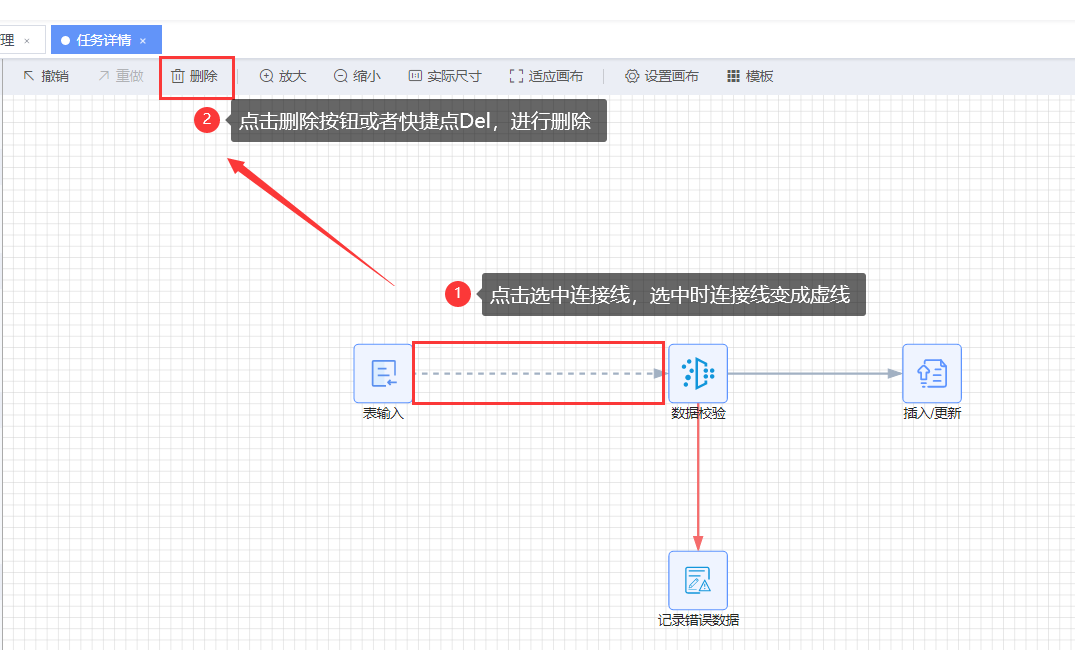 理 ×
任务详情 ×
撤销 重做 删除 放大 缩小 实际尺寸 适应画布 设置画布 模板
2 点击删除按钮或者快捷点Del，进行删除
1 点击选中连接线，选中时连接线变成虚线
表输入 数据校验 插入/更新
记录错误数据